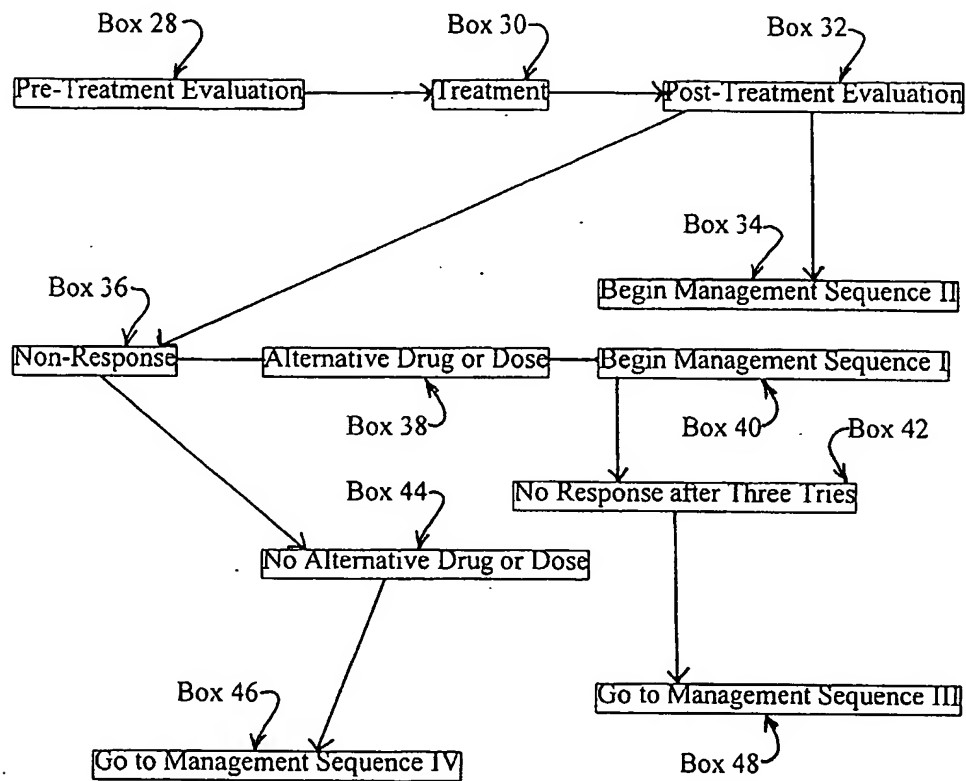 Box 28
Box 30
Box 32
Pre-Treatment Evaluation
Treatment
Post-Treatment Evaluation
Box 34
Begin Management Sequence II
Box 36
Non-Response
Alternative Drug or Dose
Begin Management Sequence I
Box 38
Box 40
Box 42
Box 44
No Response after Three Tries
No Alternative Drug or Dose
Box 46
Go to Management Sequence III
Go to Management Sequence IV
Box 48